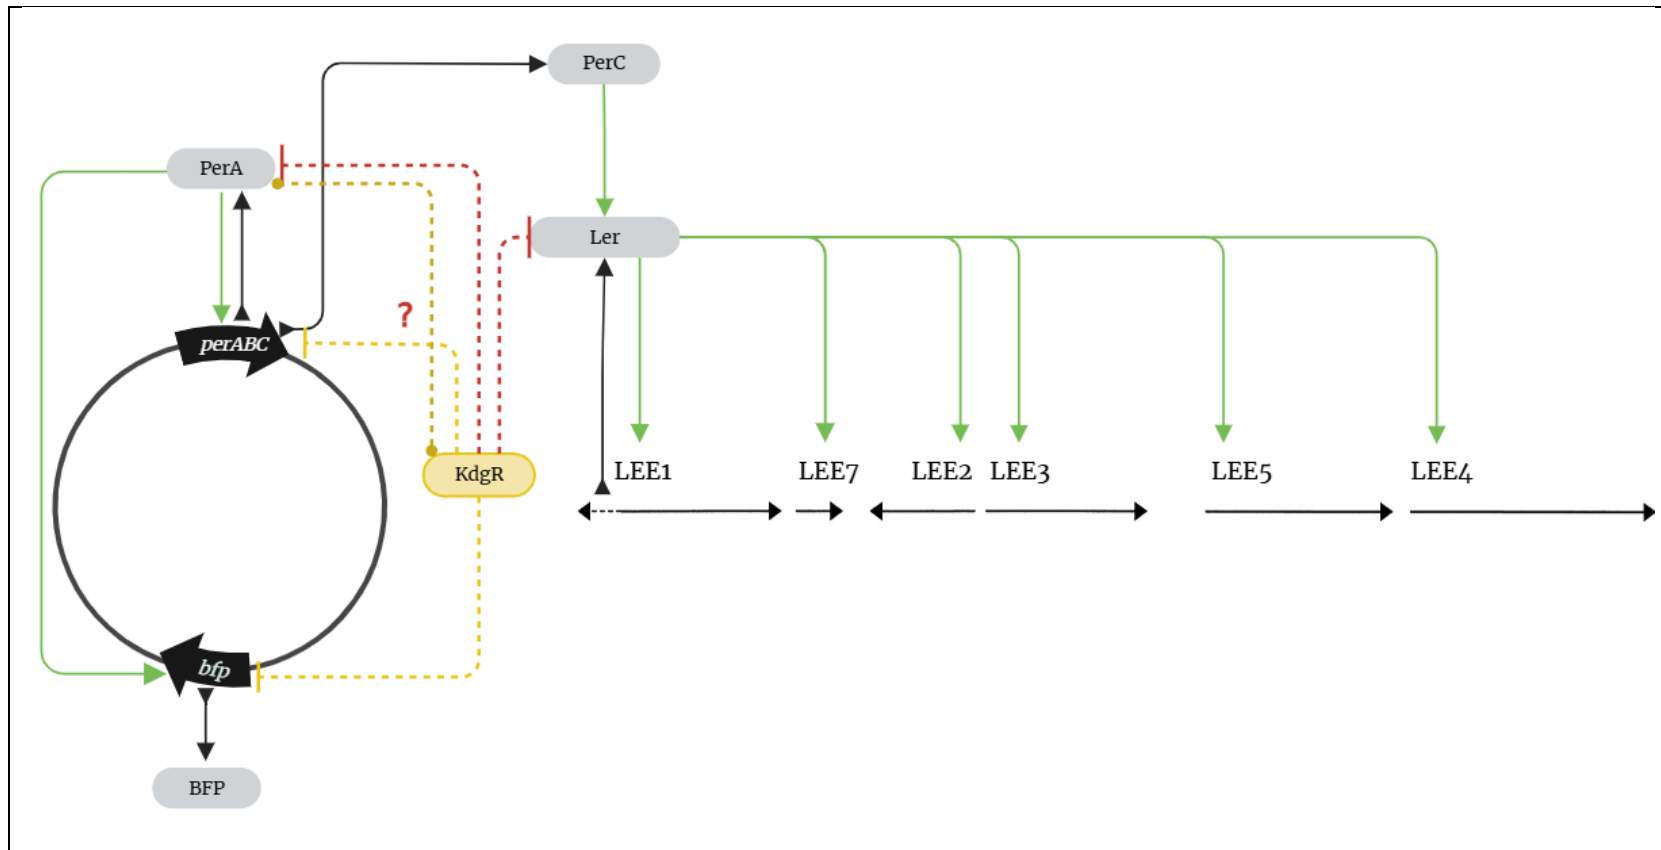 PerC
PerA
Ler
?
perABC
KdgR
LEE1 LEE7 LEE2 LEE3 LEE5 LEE4
bfp
BFP